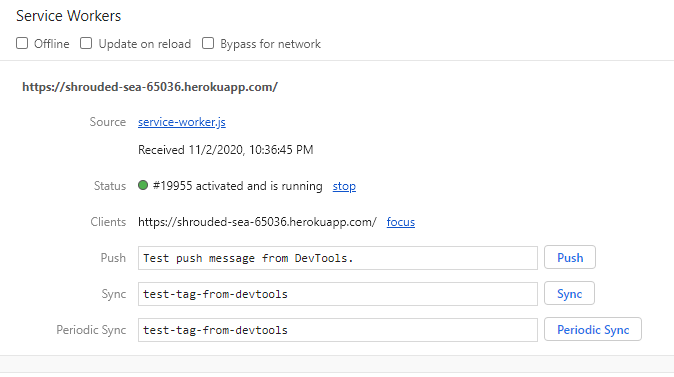 Service Workers
Offline Update on reload Bypass for network
https://shrouded-sea-65036.herokuapp.com/
Source service-worker.js
Received 11/2/2020, 10:36:45 PM
Status #19955 activated and is running stop
Clients https://shrouded-sea-65036.herokuapp.com/ focus
Push Test push message from DevTools. Push
Sync test-tag-from-devtools Sync
Periodic Sync test-tag-from-devtools Periodic Sync